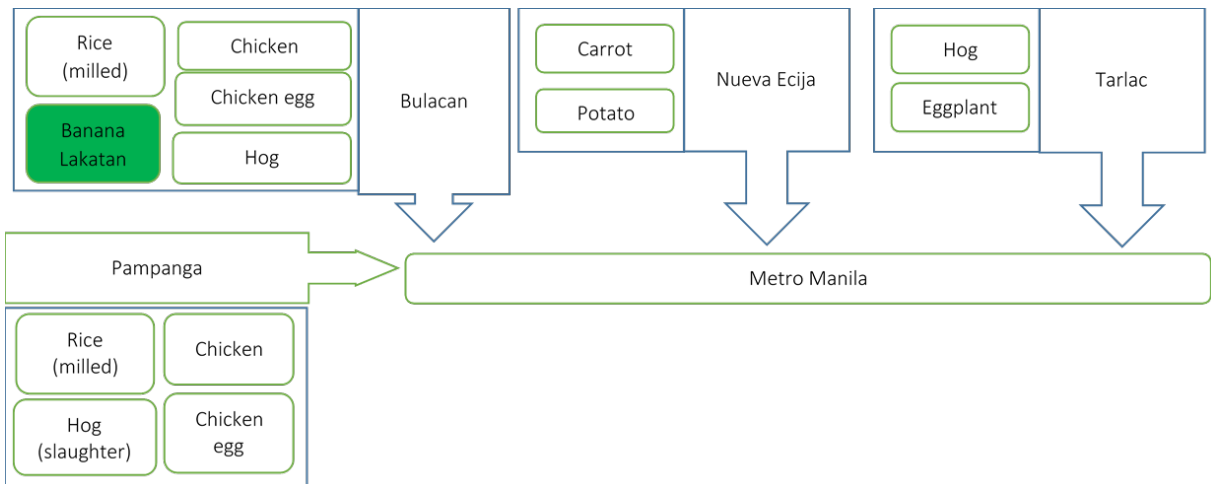 Rice
(milled)
Banana
Lakatan
Chicken
Chicken egg
Hog
Bulacan
Carrot
Potato
Nueva Ecija
Hog
Eggplant
Tarlac
Pampanga
Metro Manila
Rice
(milled)
Chicken
Hog
(slaughter)
Chicken
egg